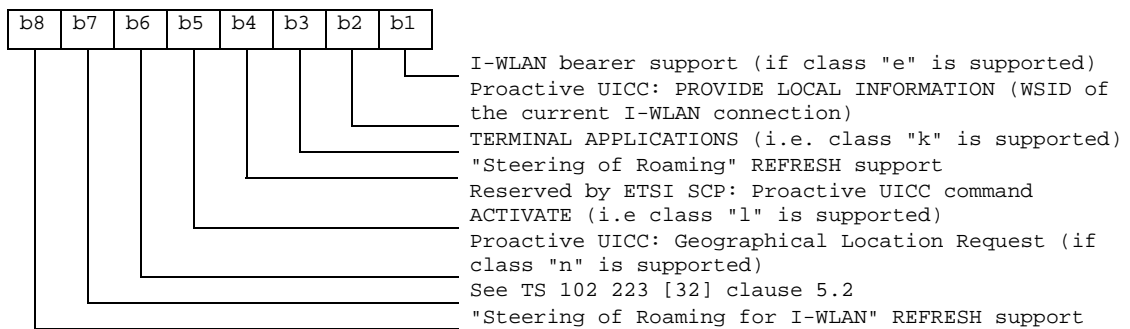 b8 b7 b6 b5 b4 b3 b2 b1
I-WLAN bearer support (if class "e" is supported)
Proactive UICC: PROVIDE LOCAL INFORMATION (WSID of
the current I-WLAN connection)
TERMINAL APPLICATIONS (i.e. class "k" is supported)
"Steering of Roaming" REFRESH support
Reserved by ETSI SCP: Proactive UICC command
ACTIVATE (i.e class "l" is supported)
Proactive UICC: Geographical Location Request (if
class "n" is supported)
See TS 102 223 [32] clause 5.2
"Steering of Roaming for I-WLAN" REFRESH support